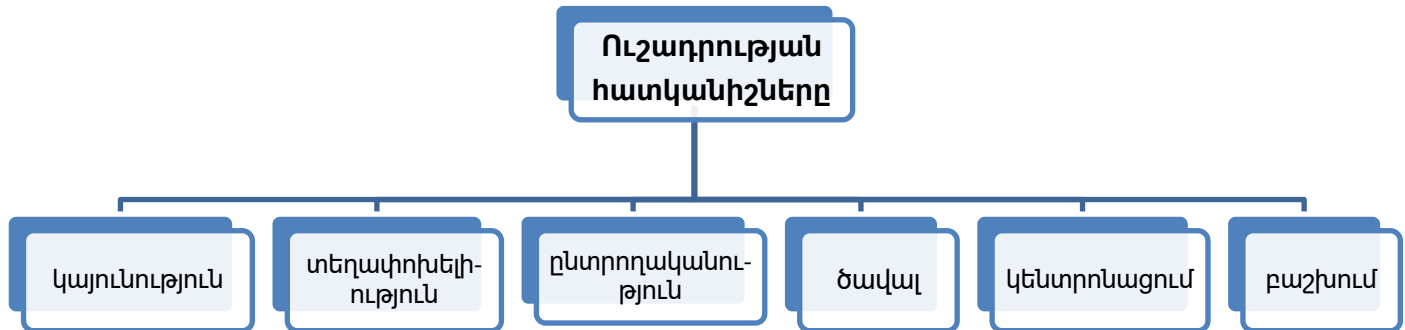 Ուշադրության
հատկանիշները
կայունություն
տեղափոխելի-
ություն
ընտրողականու-
թյուն
ծավալ
կենտրոնացում
բաշխում